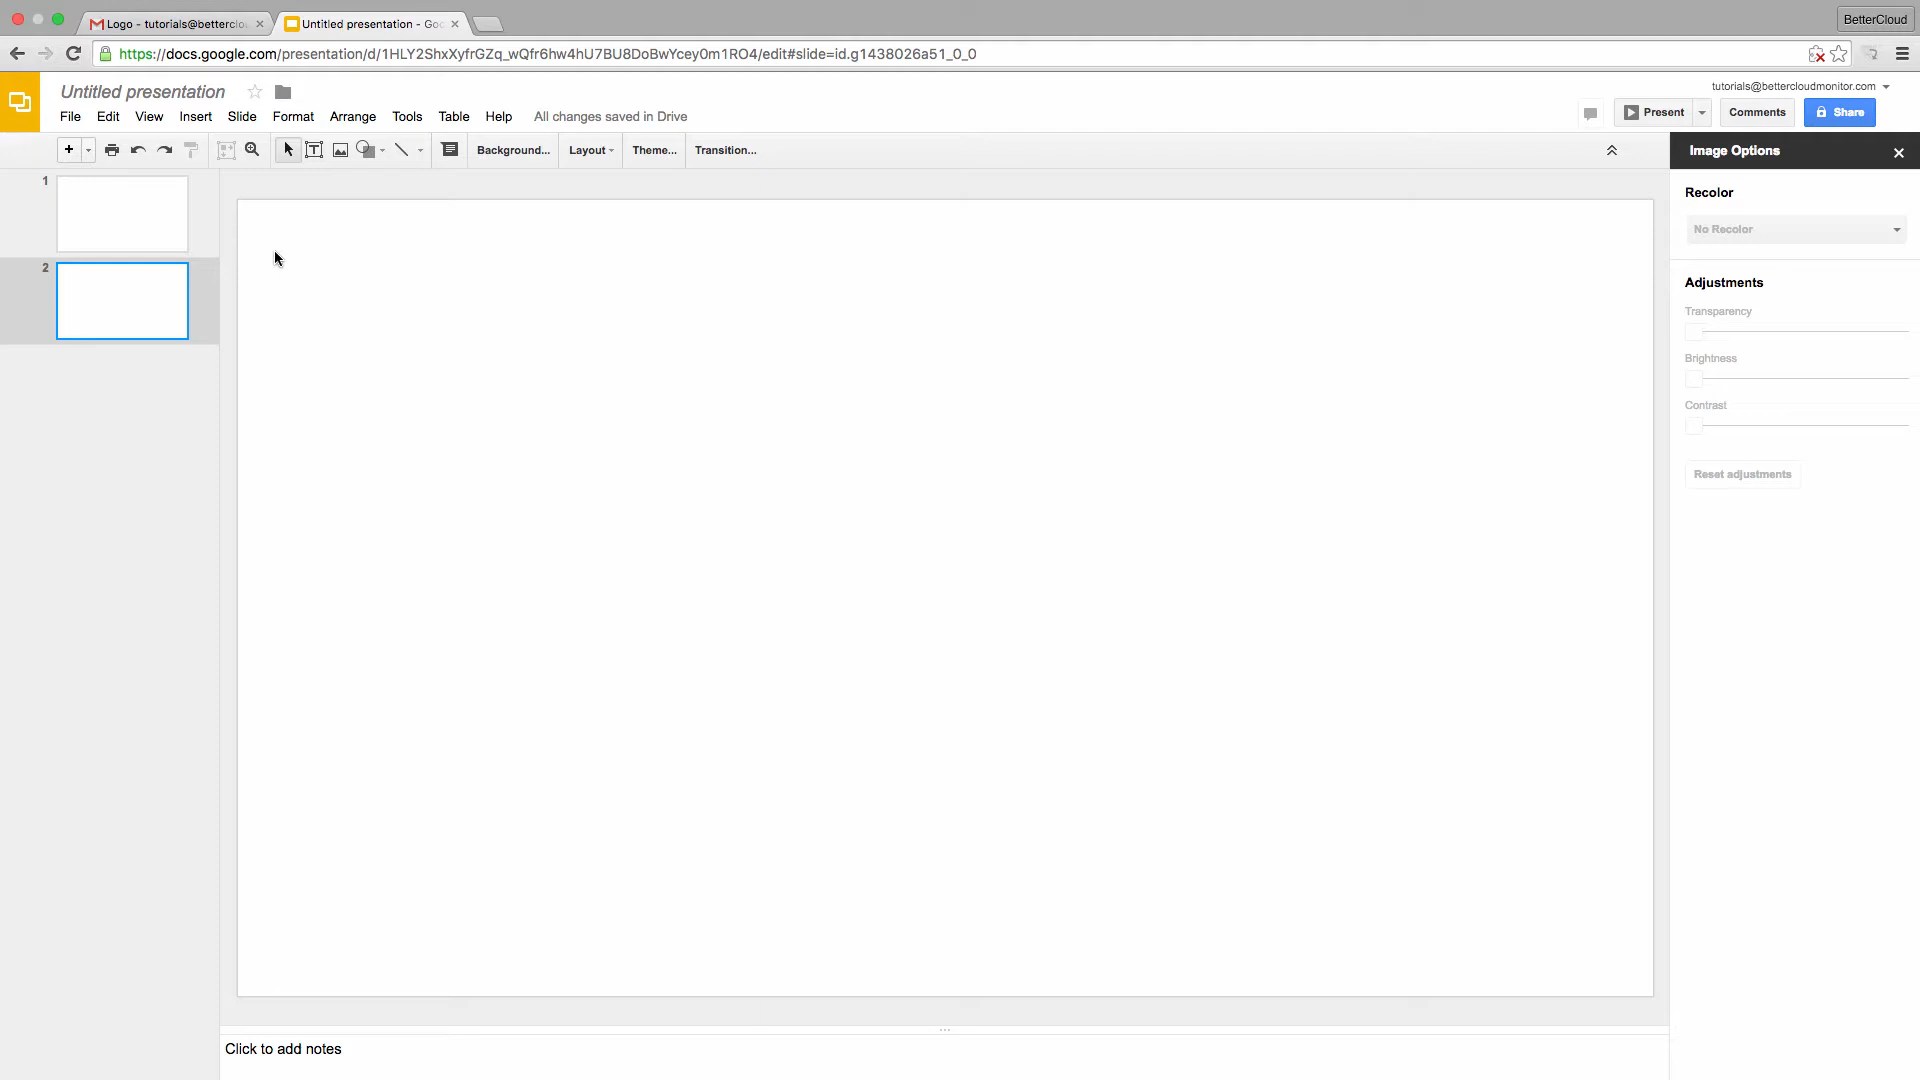 Logo - tutorials@betterclo
Untitled presentation - Goo
BetterCloud
https://docs.google.com/presentation/d/1HLY2ShxXyfrGZq_wQfr6hw4hU7BU8DoBwYcey0m1RO4/edit#slide=id.g1438026a51_0_0
Untitled presentation
tutorials@bettercloudmonitor.com
File Edit View Insert Slide Format Arrange Tools Table Help All changes saved in Drive
Present Comments Share
Background... Layout Theme... Transition...
Image Options
1
Recolor
No Recolor
2
Adjustments
Transparency
Brightness
Contrast
Reset adjustments
Click to add notes